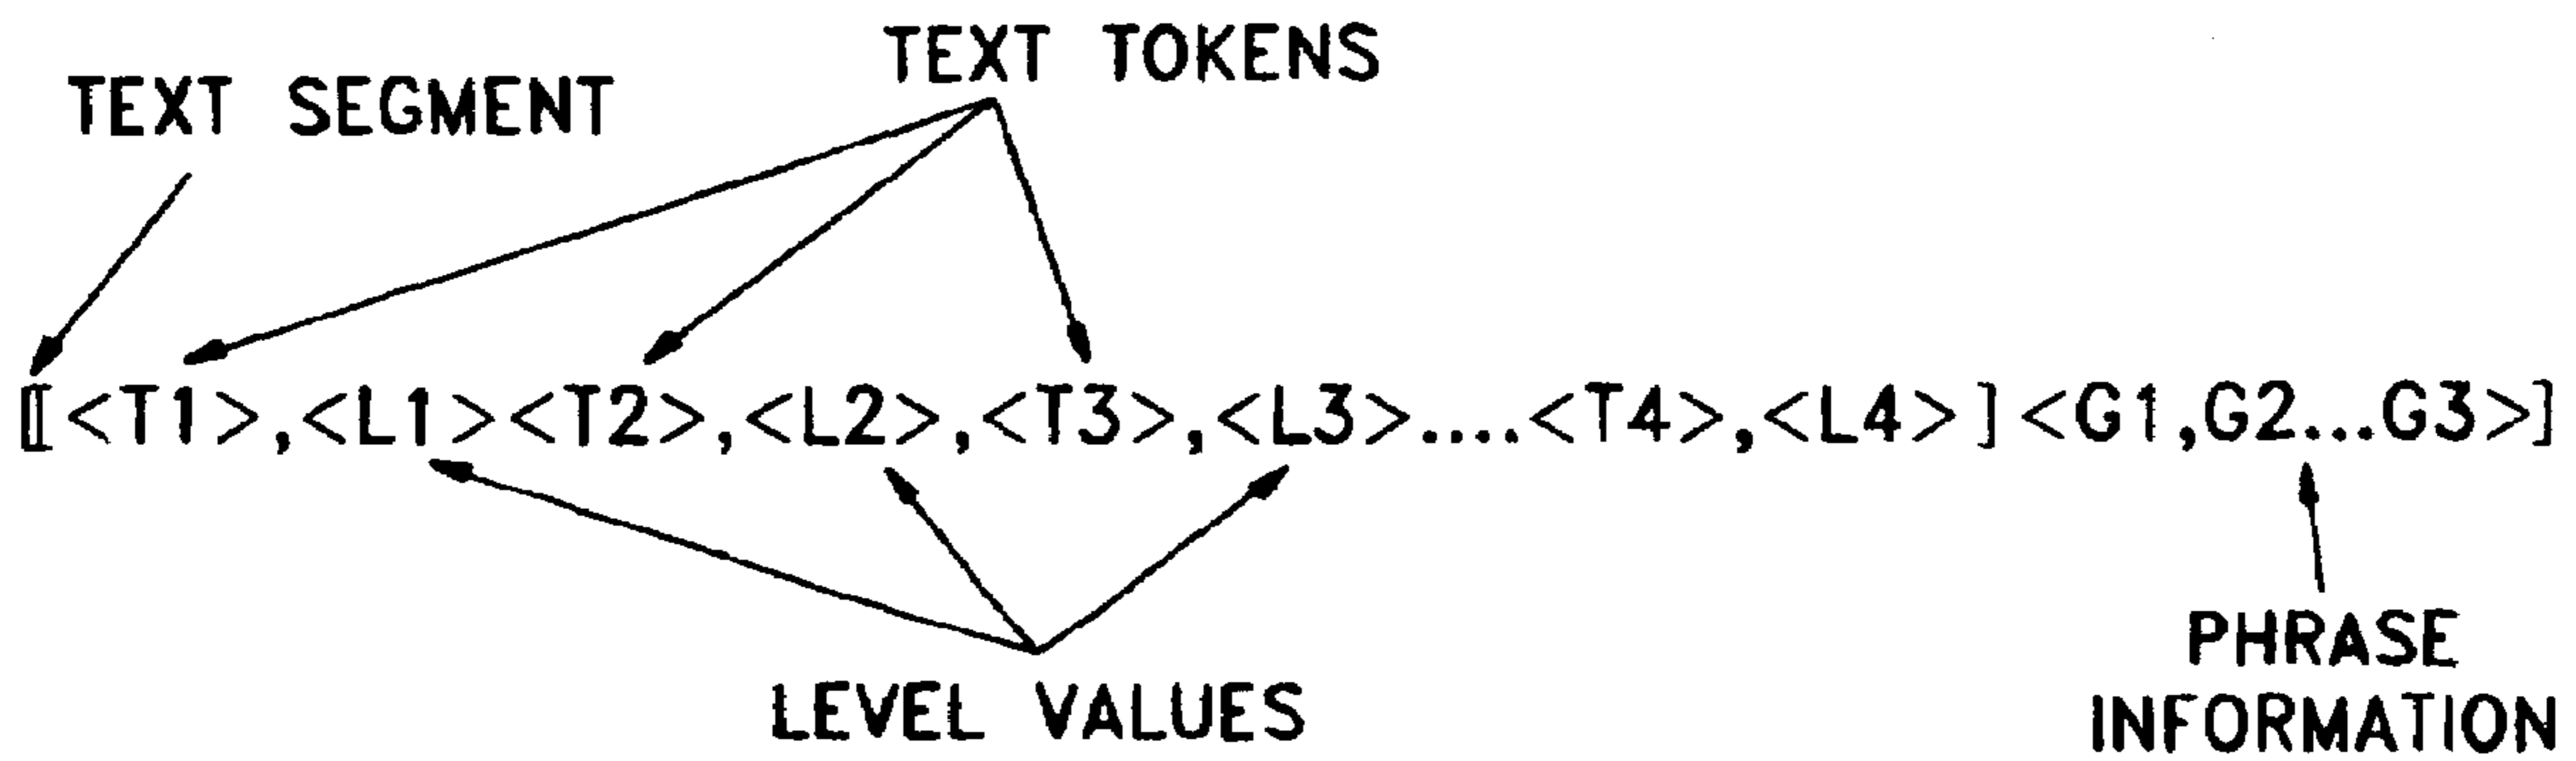 TEXT TOKENS
TEXT SEGMENT
[[<T1>,<L1><T2>,<L2>,<T3>,<L3>....<T4>,<L4>]<G1,G2...G3>]
LEVEL VALUES
PHRASE
INFORMATION